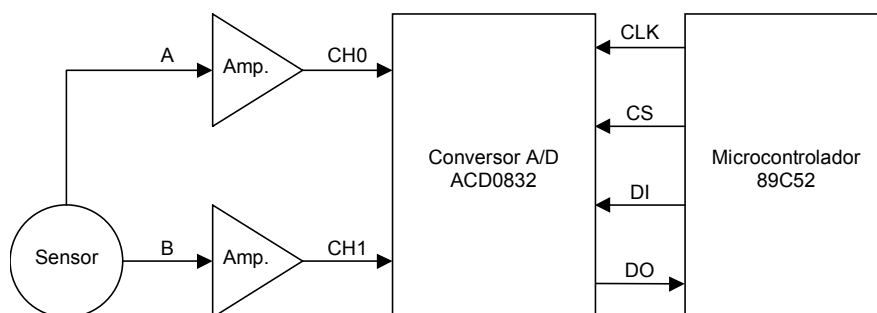 A
Amp.
CH0
CLK
CS
Conversor A/D
ACD0832
Microcontrolador
89C52
DI
Sensor
B
Amp.
CH1
DO